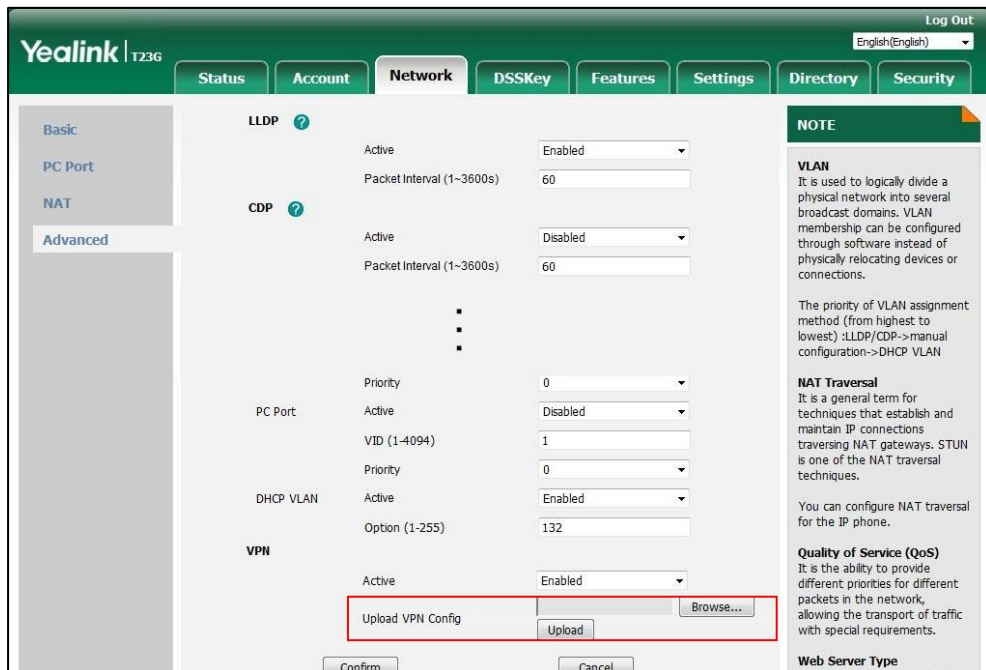 Log Out
Yealink | T23G
English(English)
Status Account Network DSSKey Features Settings Directory Security
Basic
PC Port
NAT
Advanced
LLDP ?
Active Enabled
Packet Interval (1~3600s) 60
CDP ?
Active Disabled
Packet Interval (1~3600s) 60
Priority 0
PC Port Active Disabled
VID (1-4094) 1
Priority 0
DHCP VLAN Active Enabled
Option (1-255) 132
VPN
Active Enabled
Upload VPN Config Browse...
Upload
Confirm Cancel
NOTE
VLAN
It is used to logically divide a
physical network into several
broadcast domains. VLAN
membership can be configured
through software instead of
physically relocating devices or
connections.
The priority of VLAN assignment
method (from highest to
lowest) :LLDP/CDP->manual
configuration->DHCP VLAN
NAT Traversal
It is a general term for
techniques that establish and
maintain IP connections
traversing NAT gateways. STUN
is one of the NAT traversal
techniques.
You can configure NAT traversal
for the IP phone.
Quality of Service (QoS)
It is the ability to provide
different priorities for different
packets in the network,
allowing the transport of traffic
with special requirements.
Web Server Type